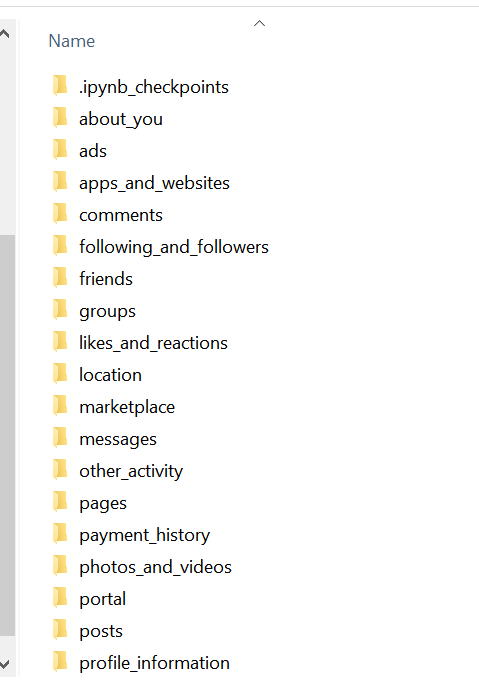 Name
.ipynb_checkpoints
about_you
ads
apps_and_websites
comments
following_and_followers
friends
groups
likes_and_reactions
location
marketplace
messages
other_activity
pages
payment_history
photos_and_videos
portal
posts
profile_information